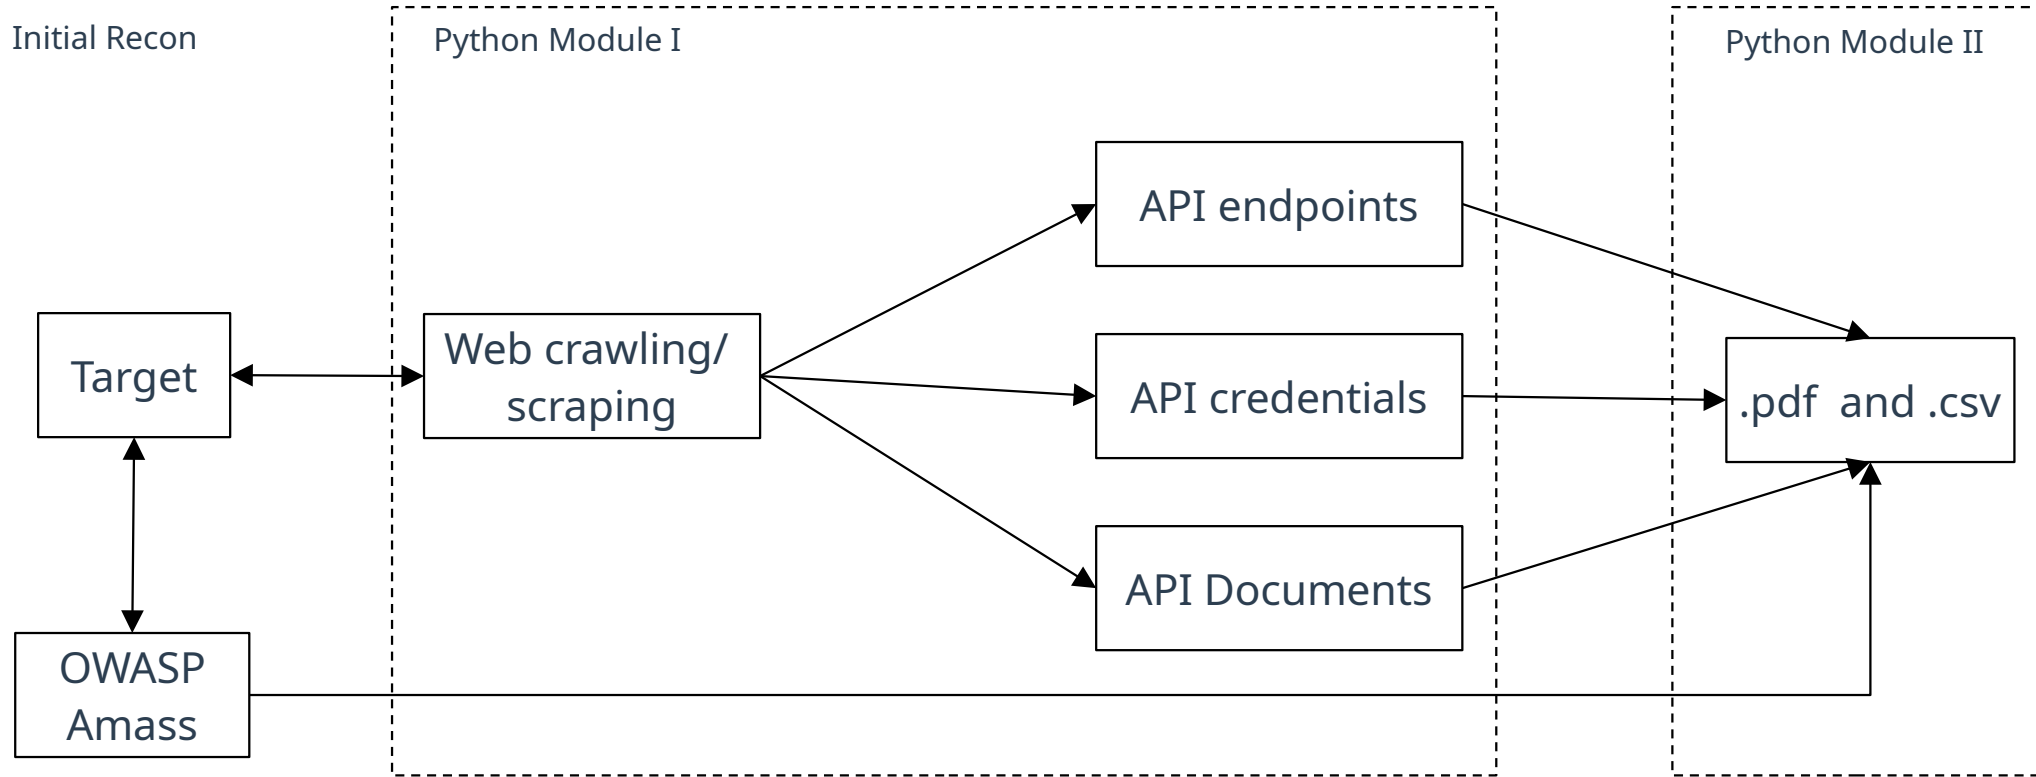 Initial Recon
Python Module I
Python Module II
API endpoints
Target
Web crawling/
scraping
API credentials
.pdf  and .csv
API Documents
OWASP
Amass